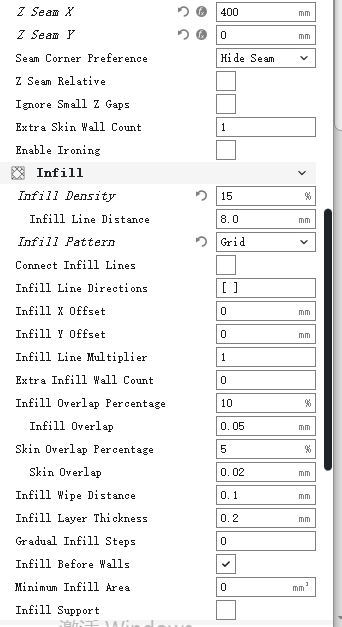 Z Seam X 400 mm
Z Seam Y 0 mm
Seam Corner Preference Hide Seam
Z Seam Relative
Ignore Small Z Gaps
Extra Skin Wall Count 1
Enable Ironing
Infill
Infill Density 15 %
Infill Line Distance 8.0 mm
Infill Pattern Grid
Connect Infill Lines
Infill Line Directions [ ]
Infill X Offset 0 mm
Infill Y Offset 0 mm
Infill Line Multiplier 1
Extra Infill Wall Count 0
Infill Overlap Percentage 10 %
Infill Overlap 0.05 mm
Skin Overlap Percentage 5 %
Skin Overlap 0.02 mm
Infill Wipe Distance 0.1 mm
Infill Layer Thickness 0.2 mm
Gradual Infill Steps 0
Infill Before Walls
Minimum Infill Area 0 mm²
Infill Support
激活 Windows